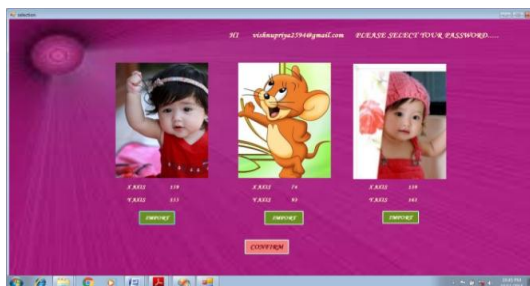 selection
HI vishnupriya2594@gmail.com PLEASE SELECT YOUR PASSWORD.....
X AXIS X AXIS 74 X AXIS
Y AXIS Y AXIS Y AXIS
IMPORT IMPORT IMPORT
CONFIRM